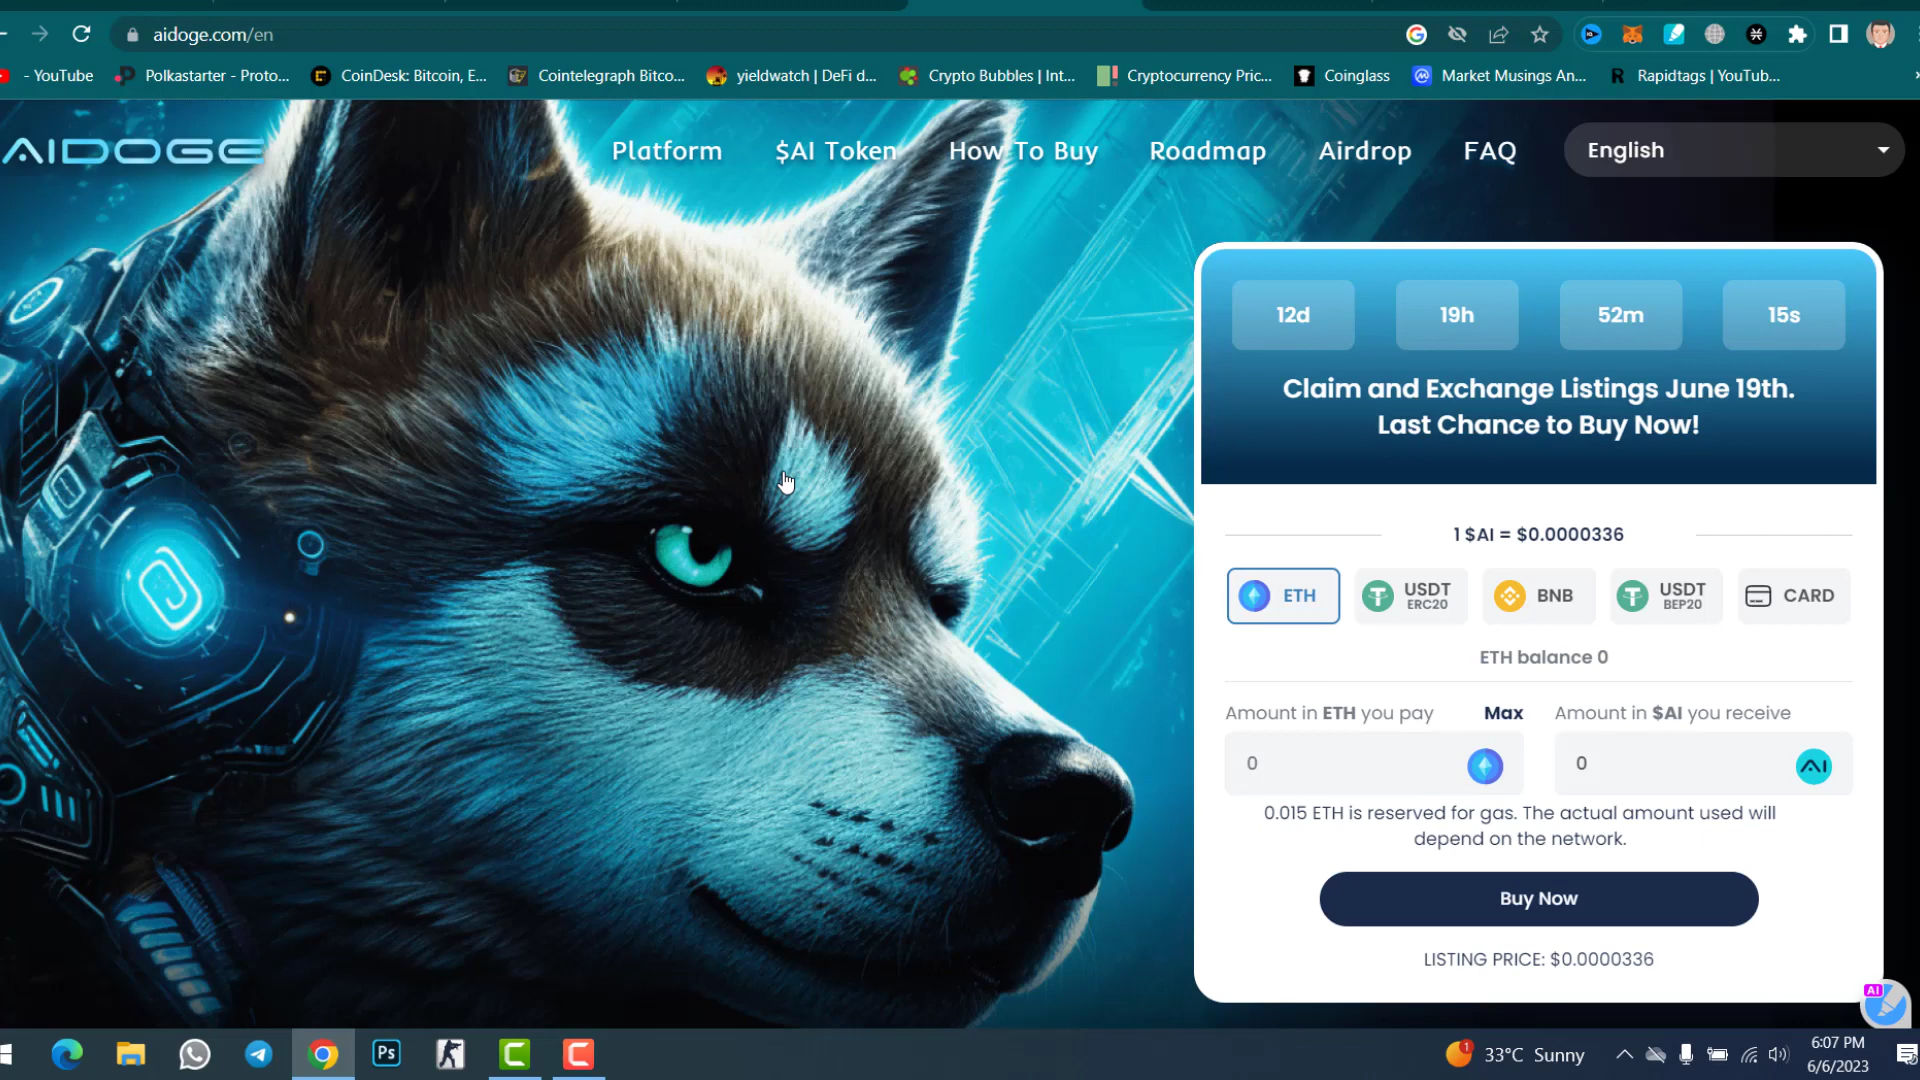 aidoge.com/en
- YouTube
Polkastarter - Proto...
CoinDesk: Bitcoin, E...
Cointelegraph Bitco...
yieldwatch | DeFi d...
Crypto Bubbles | Int...
Cryptocurrency Pric...
Coinglass
Market Musings An...
Rapidtags | YouTub...
AIDOGE
Platform
$AI Token
How To Buy
Roadmap
Airdrop
FAQ
English
12d
19h
52m
15s
Claim and Exchange Listings June 19th.
Last Chance to Buy Now!
1 $AI = $0.0000336
ETH
USDT
ERC20
BNB
USDT
BEP20
CARD
ETH balance 0
Amount in ETH you pay
Max
Amount in $AI you receive
0
0
AI
0.015 ETH is reserved for gas. The actual amount used will
depend on the network.
Buy Now
LISTING PRICE: $0.0000336
AI
Ps
1
33°C Sunny
6:07 PM
6/6/2023